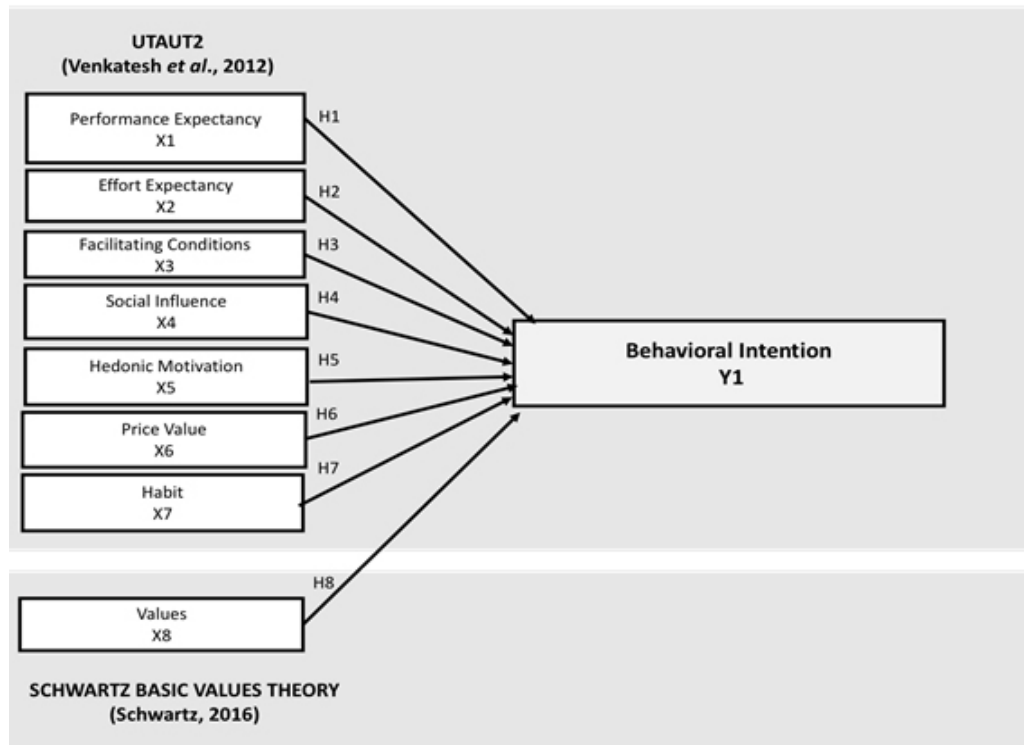 UTAUT2
(Venkatesh et al., 2012)
Performance Expectancy
X1
H1
Effort Expectancy
X2
H2
Facilitating Conditions
X3
H3
Social Influence
X4
H4
Hedonic Motivation
X5
H5
Price Value
X6
H6
Habit
X7
H7
Behavioral Intention
Y1
H8
Values
X8
SCHWARTZ BASIC VALUES THEORY
(Schwartz, 2016)